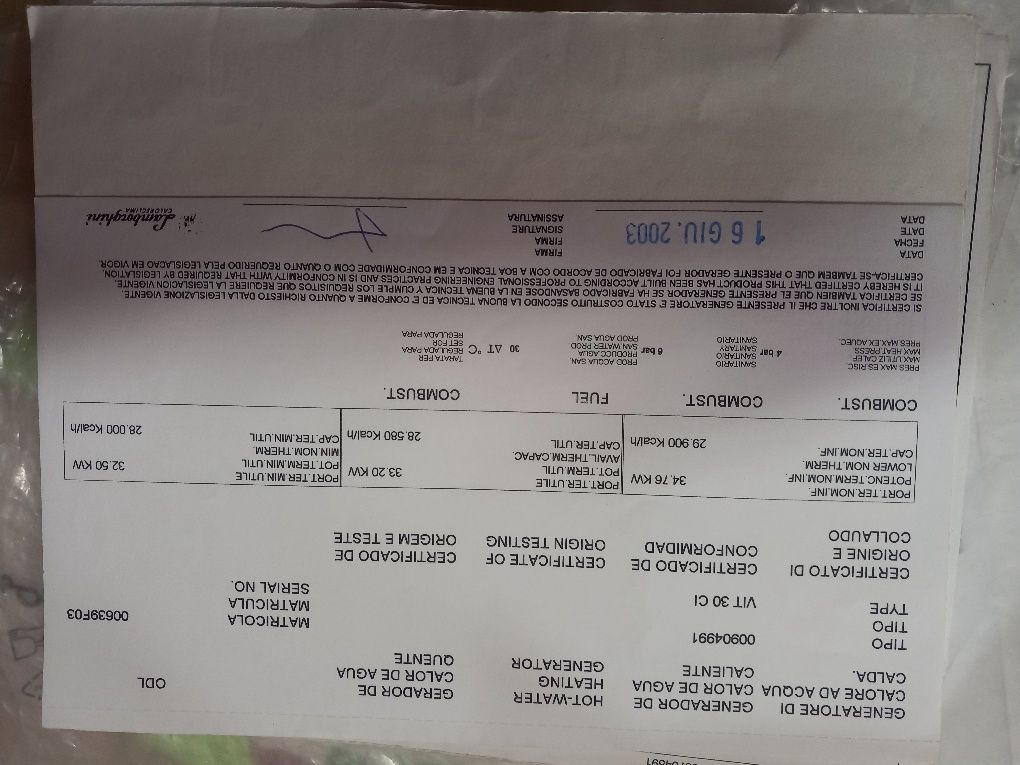 GENERATORE DI CALORE AD ACQUA CALDA.
GENERADOR DE CALOR DE AGUA CALIENTE
HOT-WATER HEATING GENERATOR
GERADOR DE CALOR DE AGUA QUENTE
ODL
TIPO
TIPO
TYPE
00904991
VIT 30 CI
MATRICOLA
MATRICULA
SERIAL NO.
00639F03
CERTIFICATO DI ORIGINE E COLLAUDO
CERTIFICADO DE CONFORMIDAD
CERTIFICATE OF ORIGIN TESTING
CERTIFICADO DE ORIGEM E TESTE
PORT.TER.NOM.INF.
POTENC.TERM.NOM.INF.
LOWER NOM.THERM.
CAP.TER.NOM.INF.
34,76 KW
29.900 Kcal/h
PORT.TER.UTILE
POT.TERM.UTIL
AVAIL.THERM.CAPAC.
CAP.TER.UTIL
33.20 KW
28.580 Kcal/h
PORT.TER.MIN.UTILE
POT.TERM.MIN.UTIL
MIN.NOM.THERM.
CAP.TER.MIN.UTIL
32.50 KW
28.000 Kcal/h
COMBUST.
COMBUST.
FUEL
COMBUST.
PRES MAX ES RISC
MAX UTILIZ CALEF
MAX HEAT.PRESS
PRES MAX.EX.AQUEC.
4 bar
SANITARIO
SANITARIO
SANITARY
SANITARIO
6 bar
PROD ACQUA SAN.
PRODUC AGUA
SAN WATER PROD
PROD AGUA SAN
30 ΔT °C
TARATA PER
REGULADA PARA
SET FOR
REGULADA PARA
SI CERTIFICA INOLTRE CHE IL PRESENTE GENERATORE E' STATO COSTRUITO SECONDO LA BUONA TECNICA ED E' CONFORME A QUANTO RICHIESTO DALLA LEGISLAZIONE VIGENTE.
SE CERTIFICA TAMBIEN QUE EL PRESENTE GENERADOR SE HA FABRICADO BASANDOSE EN LA BUENA TECNICA Y CUMPLE LOS REQUISITOS QUE REQUIERE LA LEGISLACION VIGENTE.
IT IS HEREBY CERTIFIED THAT THIS PRODUCT HAS BEEN BUILT ACCORDING TO PROFESSIONAL ENGINEERING PRACTICES AND IS IN CONFORMITY WITH THAT REQUIRED BY LEGISLATION.
CERTIFICA-SE TAMBEM QUE O PRESENTE GERADOR FOI FABRICADO DE ACORDO COM A BOA TECNICA E EM CONFORMIDADE COM O QUANTO REQUERIDO PELA LEGISLACAO EM VIGOR.
DATA
FECHA
DATE
DATA
16 GIU. 2003
FIRMA
FIRMA
SIGNATURE
ASSINATURA
Lamborghini
CALORECLIMA